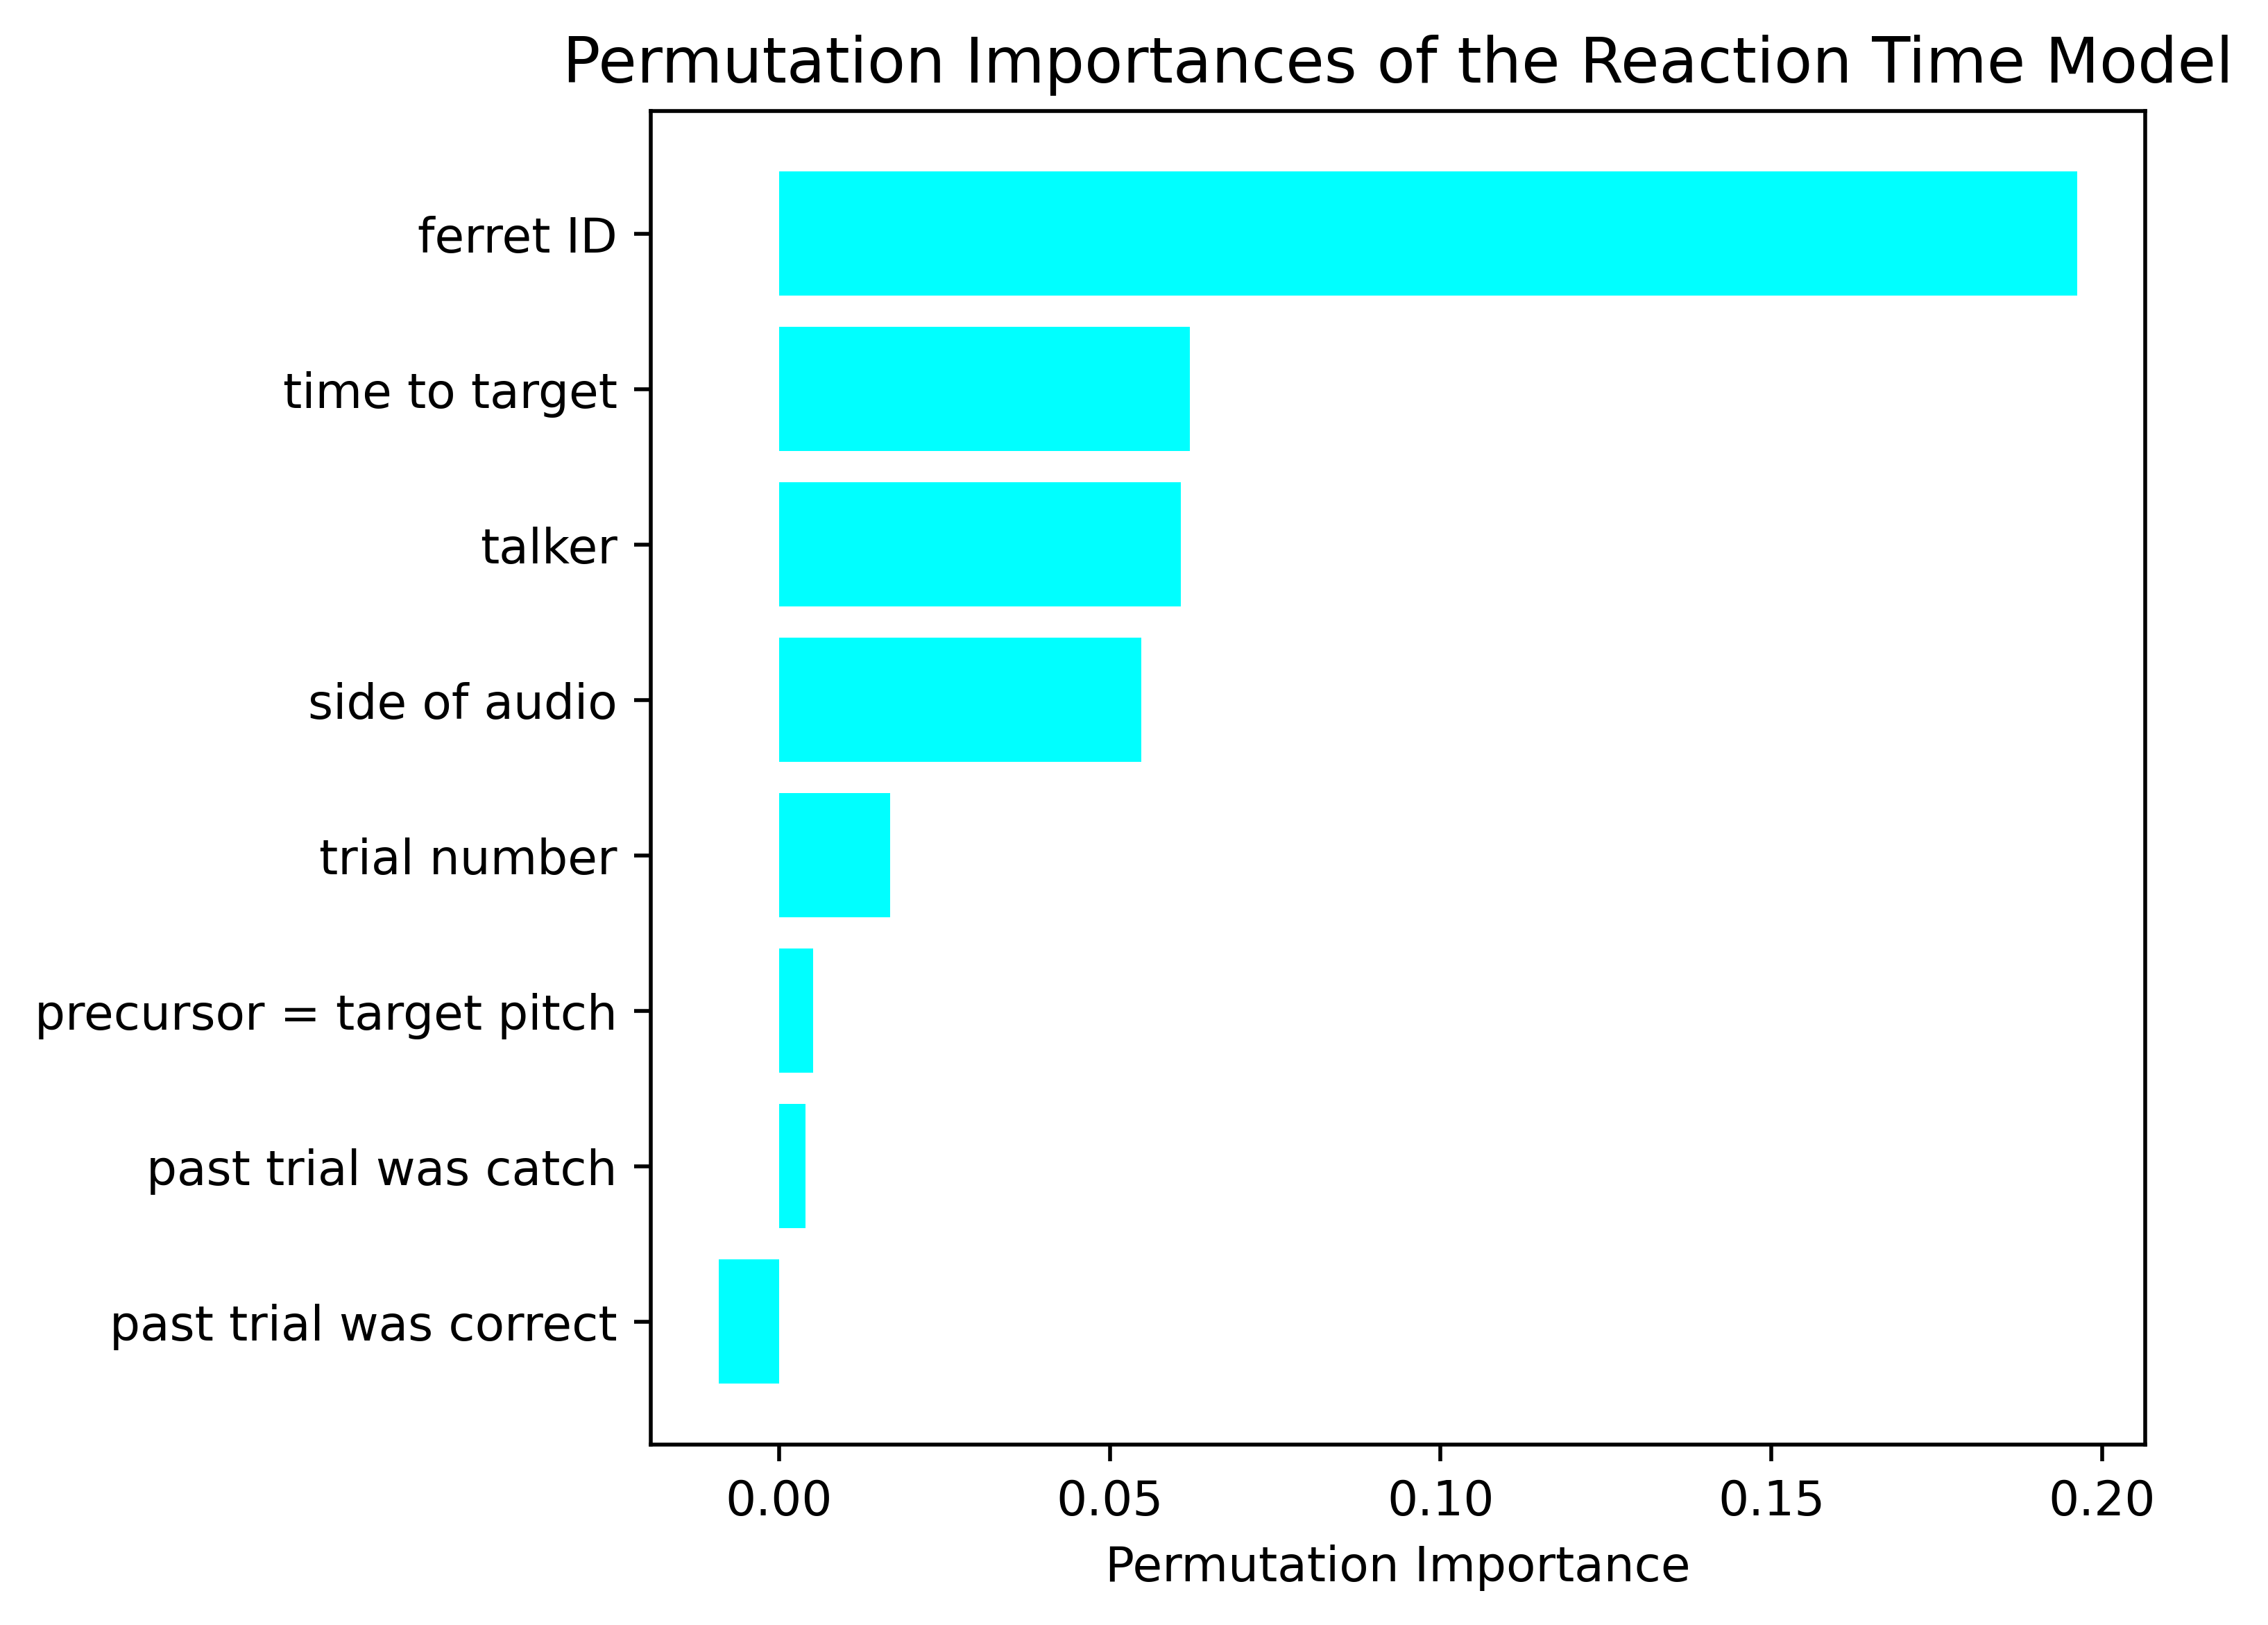 Permutation Importances of the Reaction Time Model
ferret ID
time to target
talker
side of audio
trial number
precursor = target pitch
past trial was catch
past trial was correct
0.00 0.05 0.10 0.15 0.20
Permutation Importance